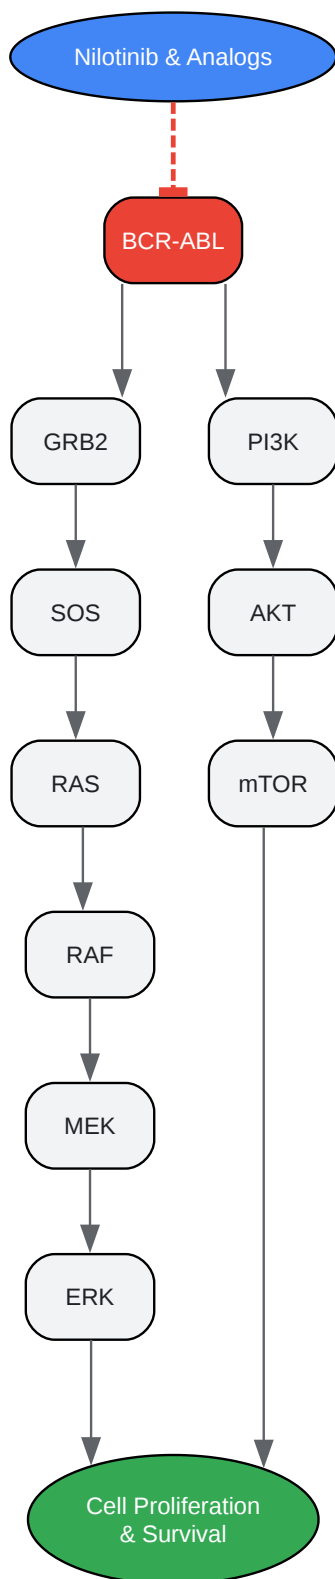 Nilotinib & Analogs
BCR-ABL
GRB2
PI3K
SOS
AKT
RAS
mTOR
RAF
MEK
ERK
Cell Proliferation
& Survival